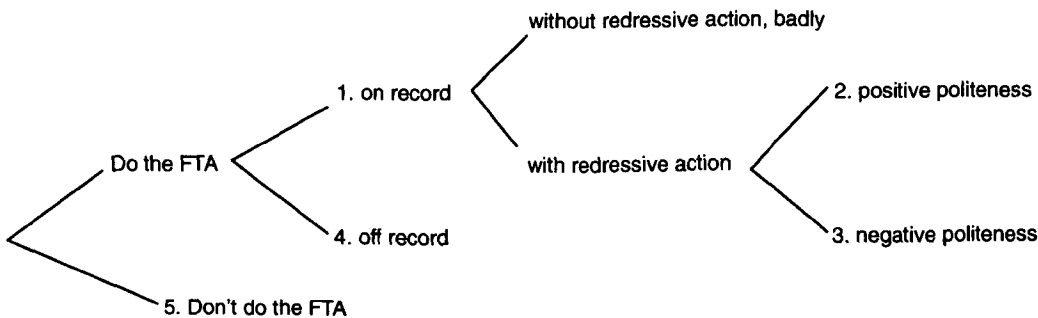 without redressive action, badly
1. on record
2. positive politeness
Do the FTA
with redressive action
4. off record
3. negative politeness
5. Don't do the FTA